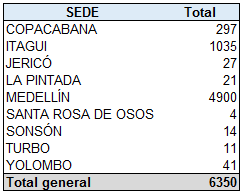 SEDE Total
COPACABANA 297
ITAGUI 1035
JERICÓ 27
LA PINTADA 21
MEDELLÍN 4900
SANTA ROSA DE OSOS 4
SONSÓN 14
TURBO 11
YOLOMBO 41
Total general 6350